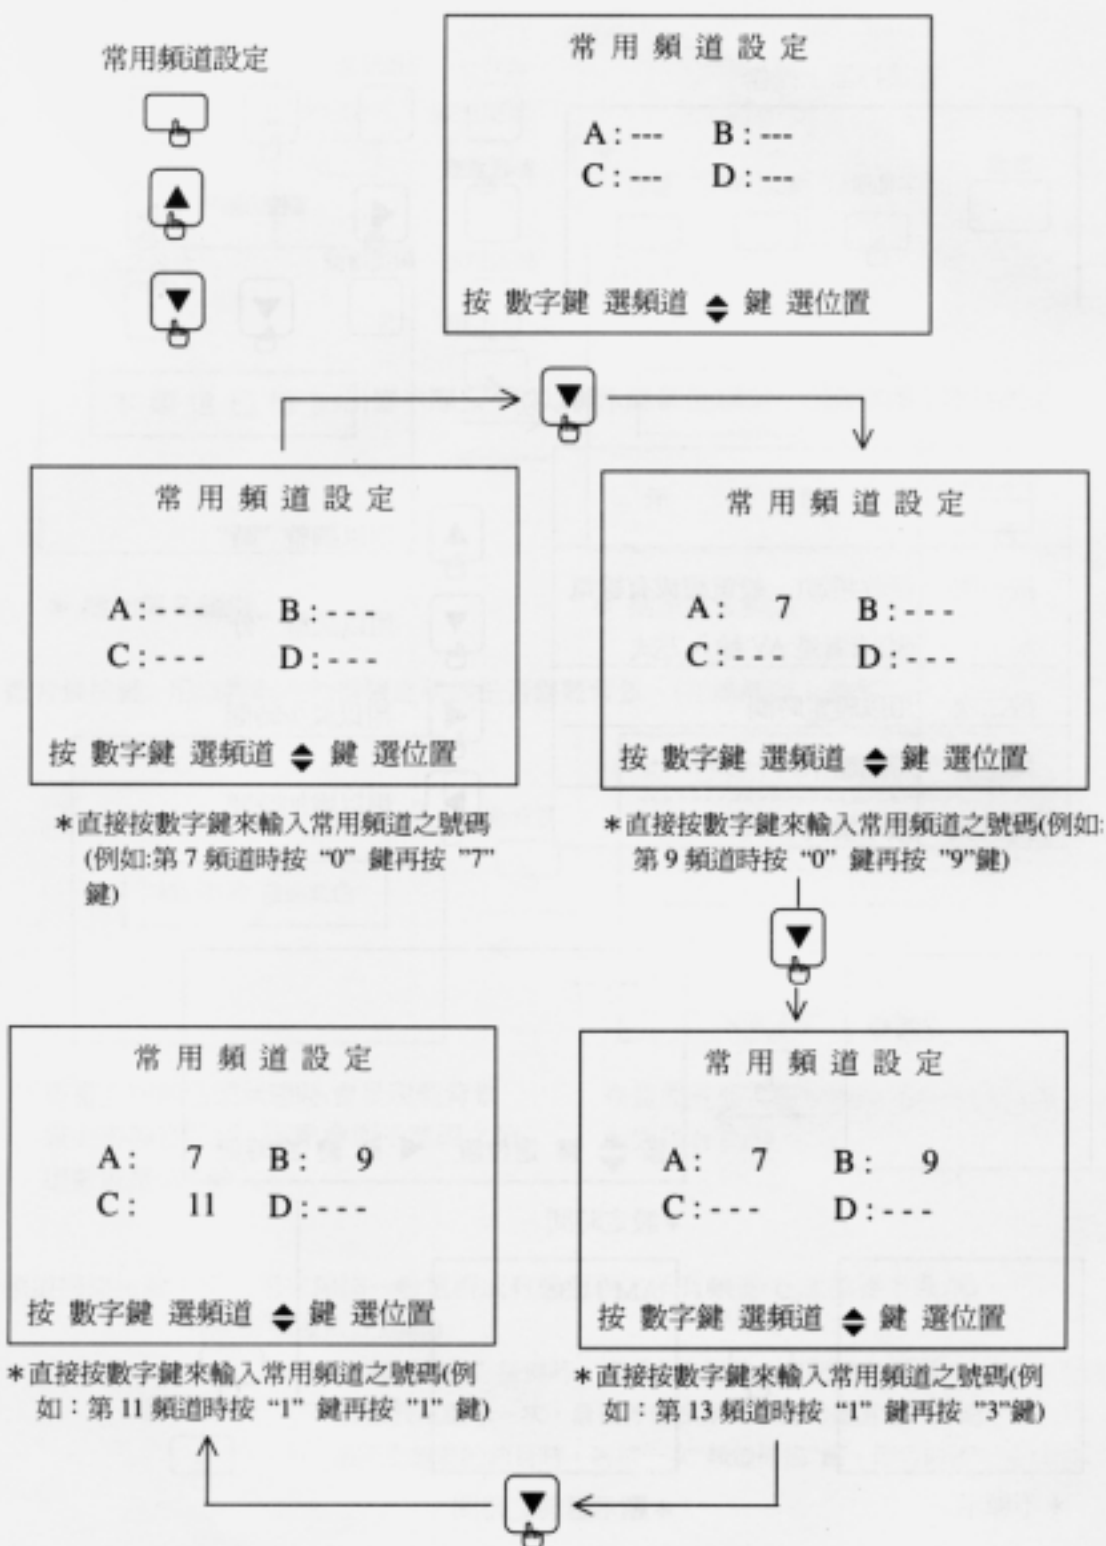 常用頻道設定
常用頻道設定
A:--- B:---
C:--- D:---
按 數字鍵 選頻道 鍵 選位置
常用頻道設定
A:--- B:---
C:--- D:---
按 數字鍵 選頻道 鍵 選位置
＊直接按數字鍵來輸入常用頻道之號碼
(例如:第 7 頻道時按 “0” 鍵再按 ”7”
鍵)
常用頻道設定
A: 7 B:---
C:--- D:---
按 數字鍵 選頻道 鍵 選位置
＊直接按數字鍵來輸入常用頻道之號碼(例如:
第 9 頻道時按 “0” 鍵再按 ”9”鍵)
常用頻道設定
A: 7 B: 9
C:--- D:---
按 數字鍵 選頻道 鍵 選位置
＊直接按數字鍵來輸入常用頻道之號碼(例
如：第 13 頻道時按 “1” 鍵再按 ”3”鍵)
常用頻道設定
A: 7 B: 9
C: 11 D:---
按 數字鍵 選頻道 鍵 選位置
＊直接按數字鍵來輸入常用頻道之號碼(例
如：第 11 頻道時按 “1” 鍵再按 ”1” 鍵)